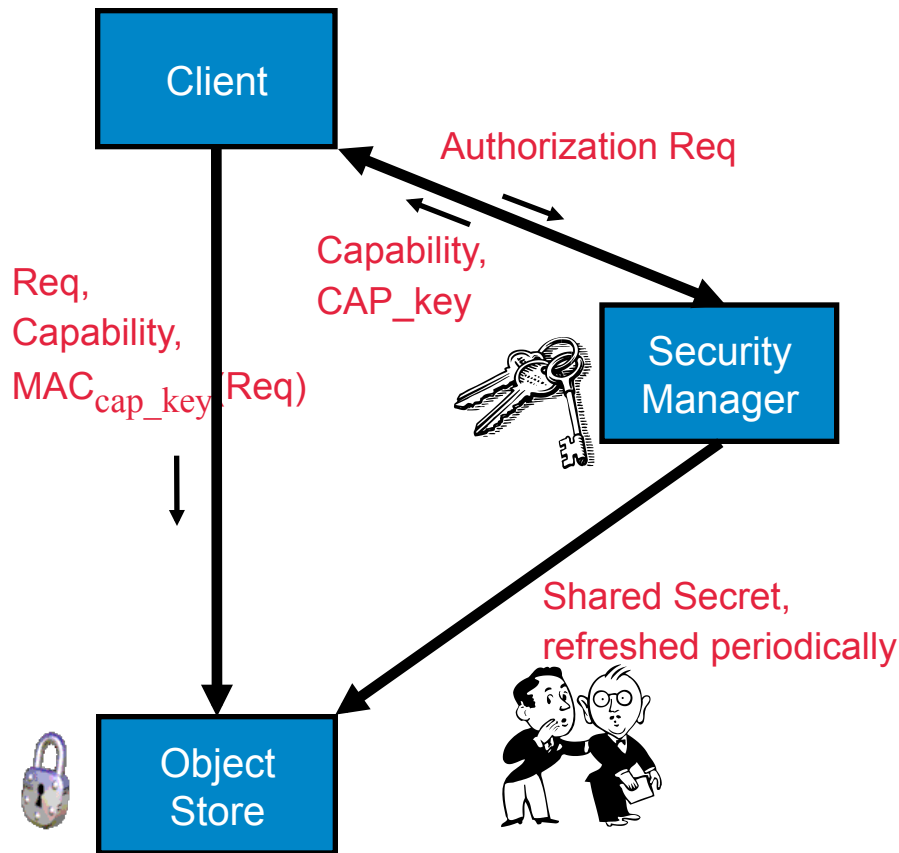 Client
Authorization Req
Capability,
CAP_key
Req,
Capability,
MACcap_key(Req)
Security
Manager
Shared Secret,
refreshed periodically
Object
Store